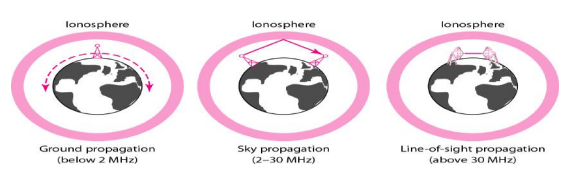 Ionosphere
Ground propagation
(below 2 MHz)
Ionosphere
Sky propagation
(2–30 MHz)
Ionosphere
Line-of-sight propagation
(above 30 MHz)